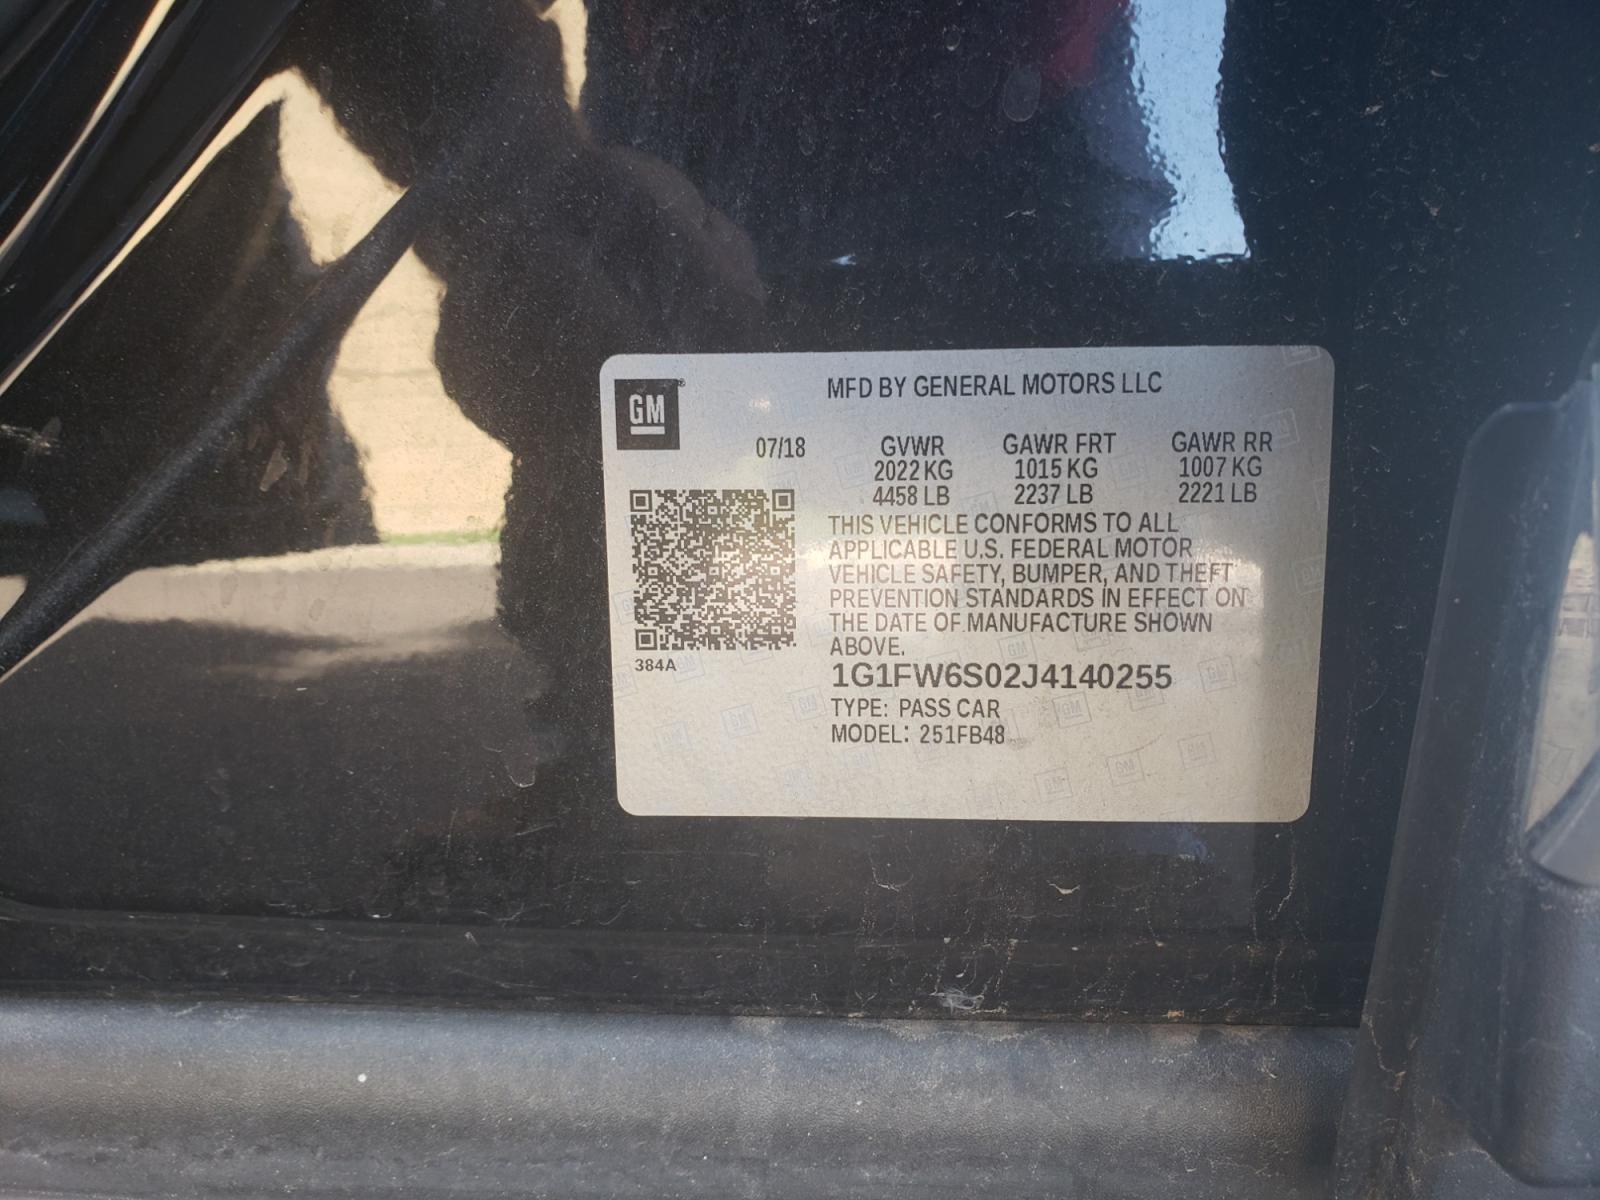 GM®
MFD BY GENERAL MOTORS LLC
07/18 GVWR GAWR FRT GAWR RR
2022 KG 1015 KG 1007 KG
4458 LB 2237 LB 2221 LB
THIS VEHICLE CONFORMS TO ALL
APPLICABLE U.S. FEDERAL MOTOR
VEHICLE SAFETY, BUMPER, AND THEFT
PREVENTION STANDARDS IN EFFECT ON
THE DATE OF MANUFACTURE SHOWN
ABOVE.
384A
1G1FW6S02J4140255
TYPE: PASS CAR
MODEL: 251FB48